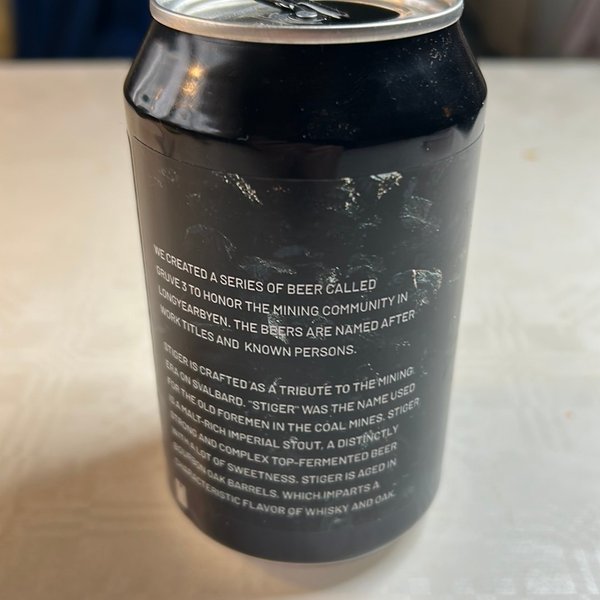 WE CREATED A SERIES OF BEER CALLED
GRUVE 3 TO HONOR THE MINING COMMUNITY IN
LONGYEARBYEN. THE BEERS ARE NAMED AFTER
WORK TITLES AND KNOWN PERSONS.
STIGER IS CRAFTED AS A TRIBUTE TO THE MINING
ERA ON SVALBARD. "STIGER" WAS THE NAME USED
FOR THE OLD FOREMEN IN THE COAL MINES. STIGER
IS A MALT-RICH IMPERIAL STOUT, A DISTINCTLY
STRONG AND COMPLEX TOP-FERMENTED BEER
WITH A LOT OF SWEETNESS. STIGER IS AGED IN
BOURBON OAK BARRELS, WHICH IMPARTS A
CHARACTERISTIC FLAVOR OF WHISKY AND OAK.